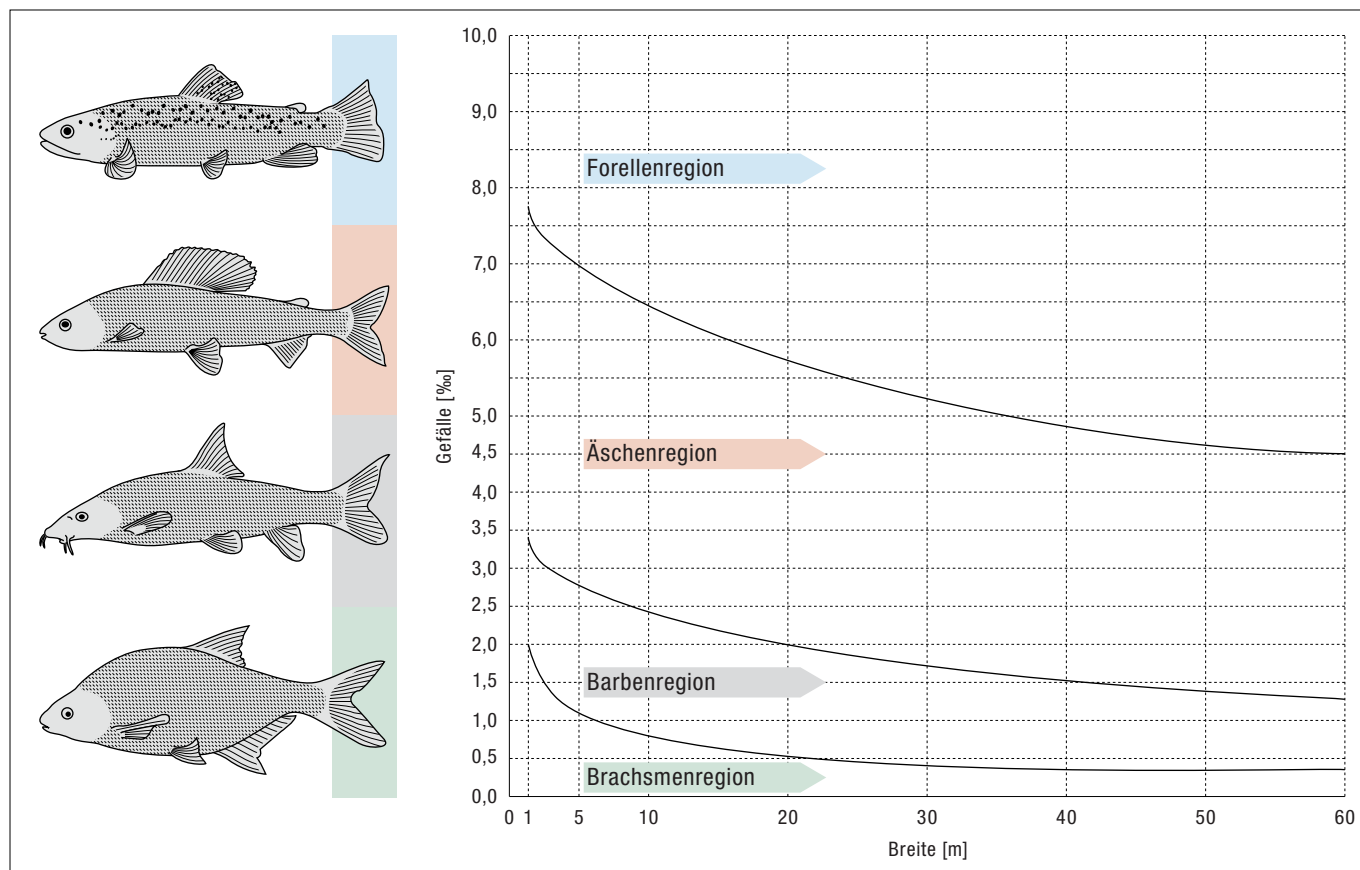 10,0
9,0
Forellenregion
8,0
7,0
6,0
5,0
Gefälle [‰]
Äschenregion
4,5
4,0
3,5
3,0
2,5
2,0
Barbenregion
1,5
1,0
Brachsmenregion
0,5
0,0
0 1 5 10 20 30 40 50 60
Breite [m]